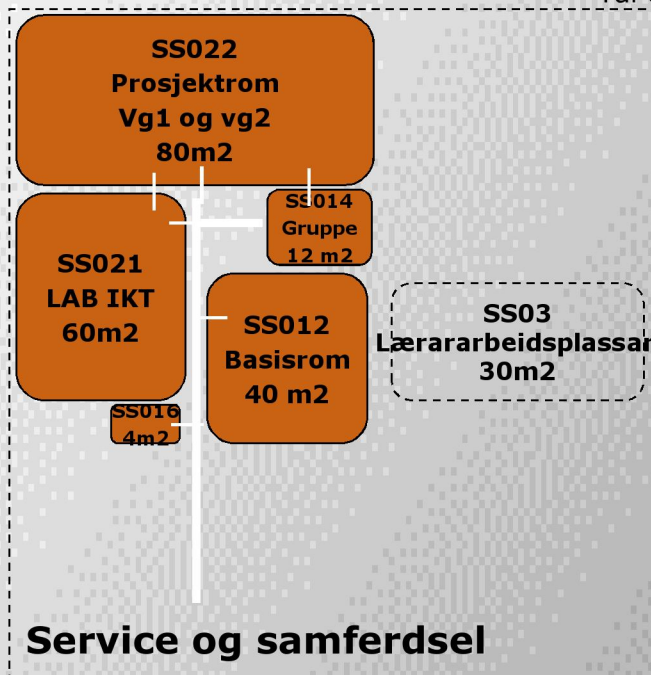 SS022
Prosjektrom
Vg1 og vg2
80m2
SS014
Gruppe
12 m2
SS021
LAB IKT
60m2
SS012
Basisrom
40 m2
SS03
Lærararbeidsplassar
30m2
SS016
4m2
Service og samferdsel